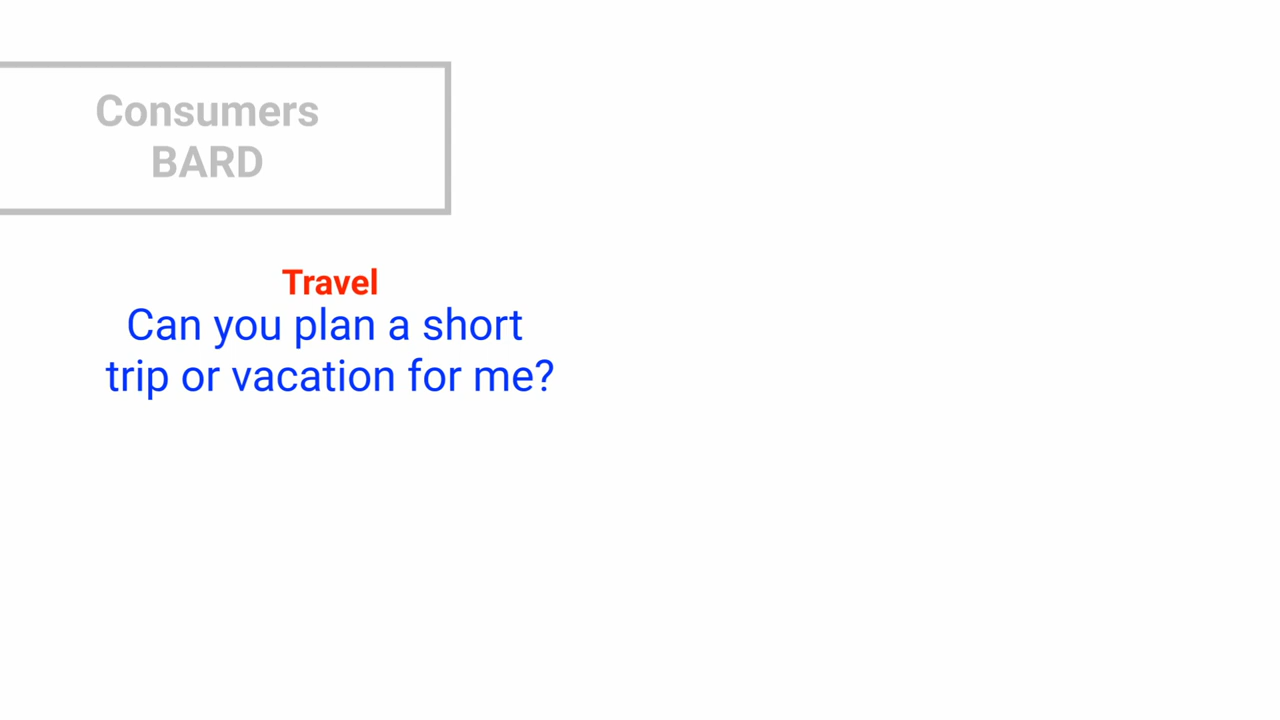 Consumers
BARD
Travel
Can you plan a short
trip or vacation for me?